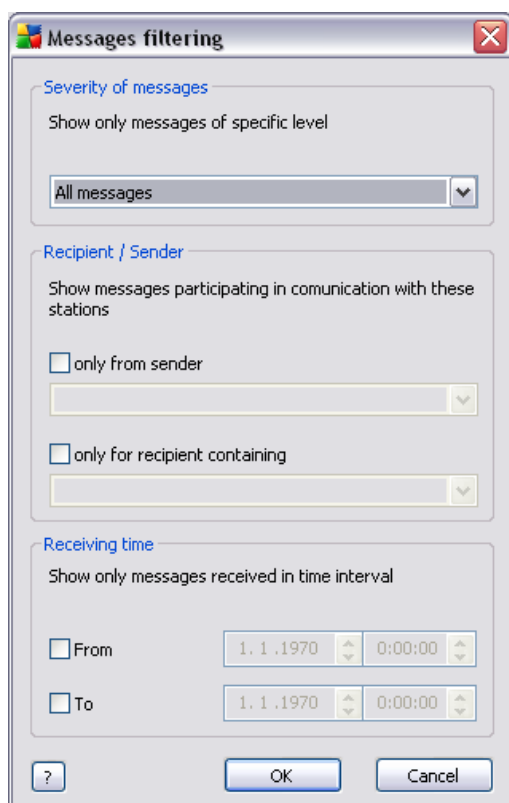 Messages filtering
Severity of messages
Show only messages of specific level
All messages
Recipient / Sender
Show messages participating in comunication with these
stations
only from sender
only for recipient containing
Receiving time
Show only messages received in time interval
From 1. 1 .1970 0:00:00
To 1. 1 .1970 0:00:00
? OK Cancel